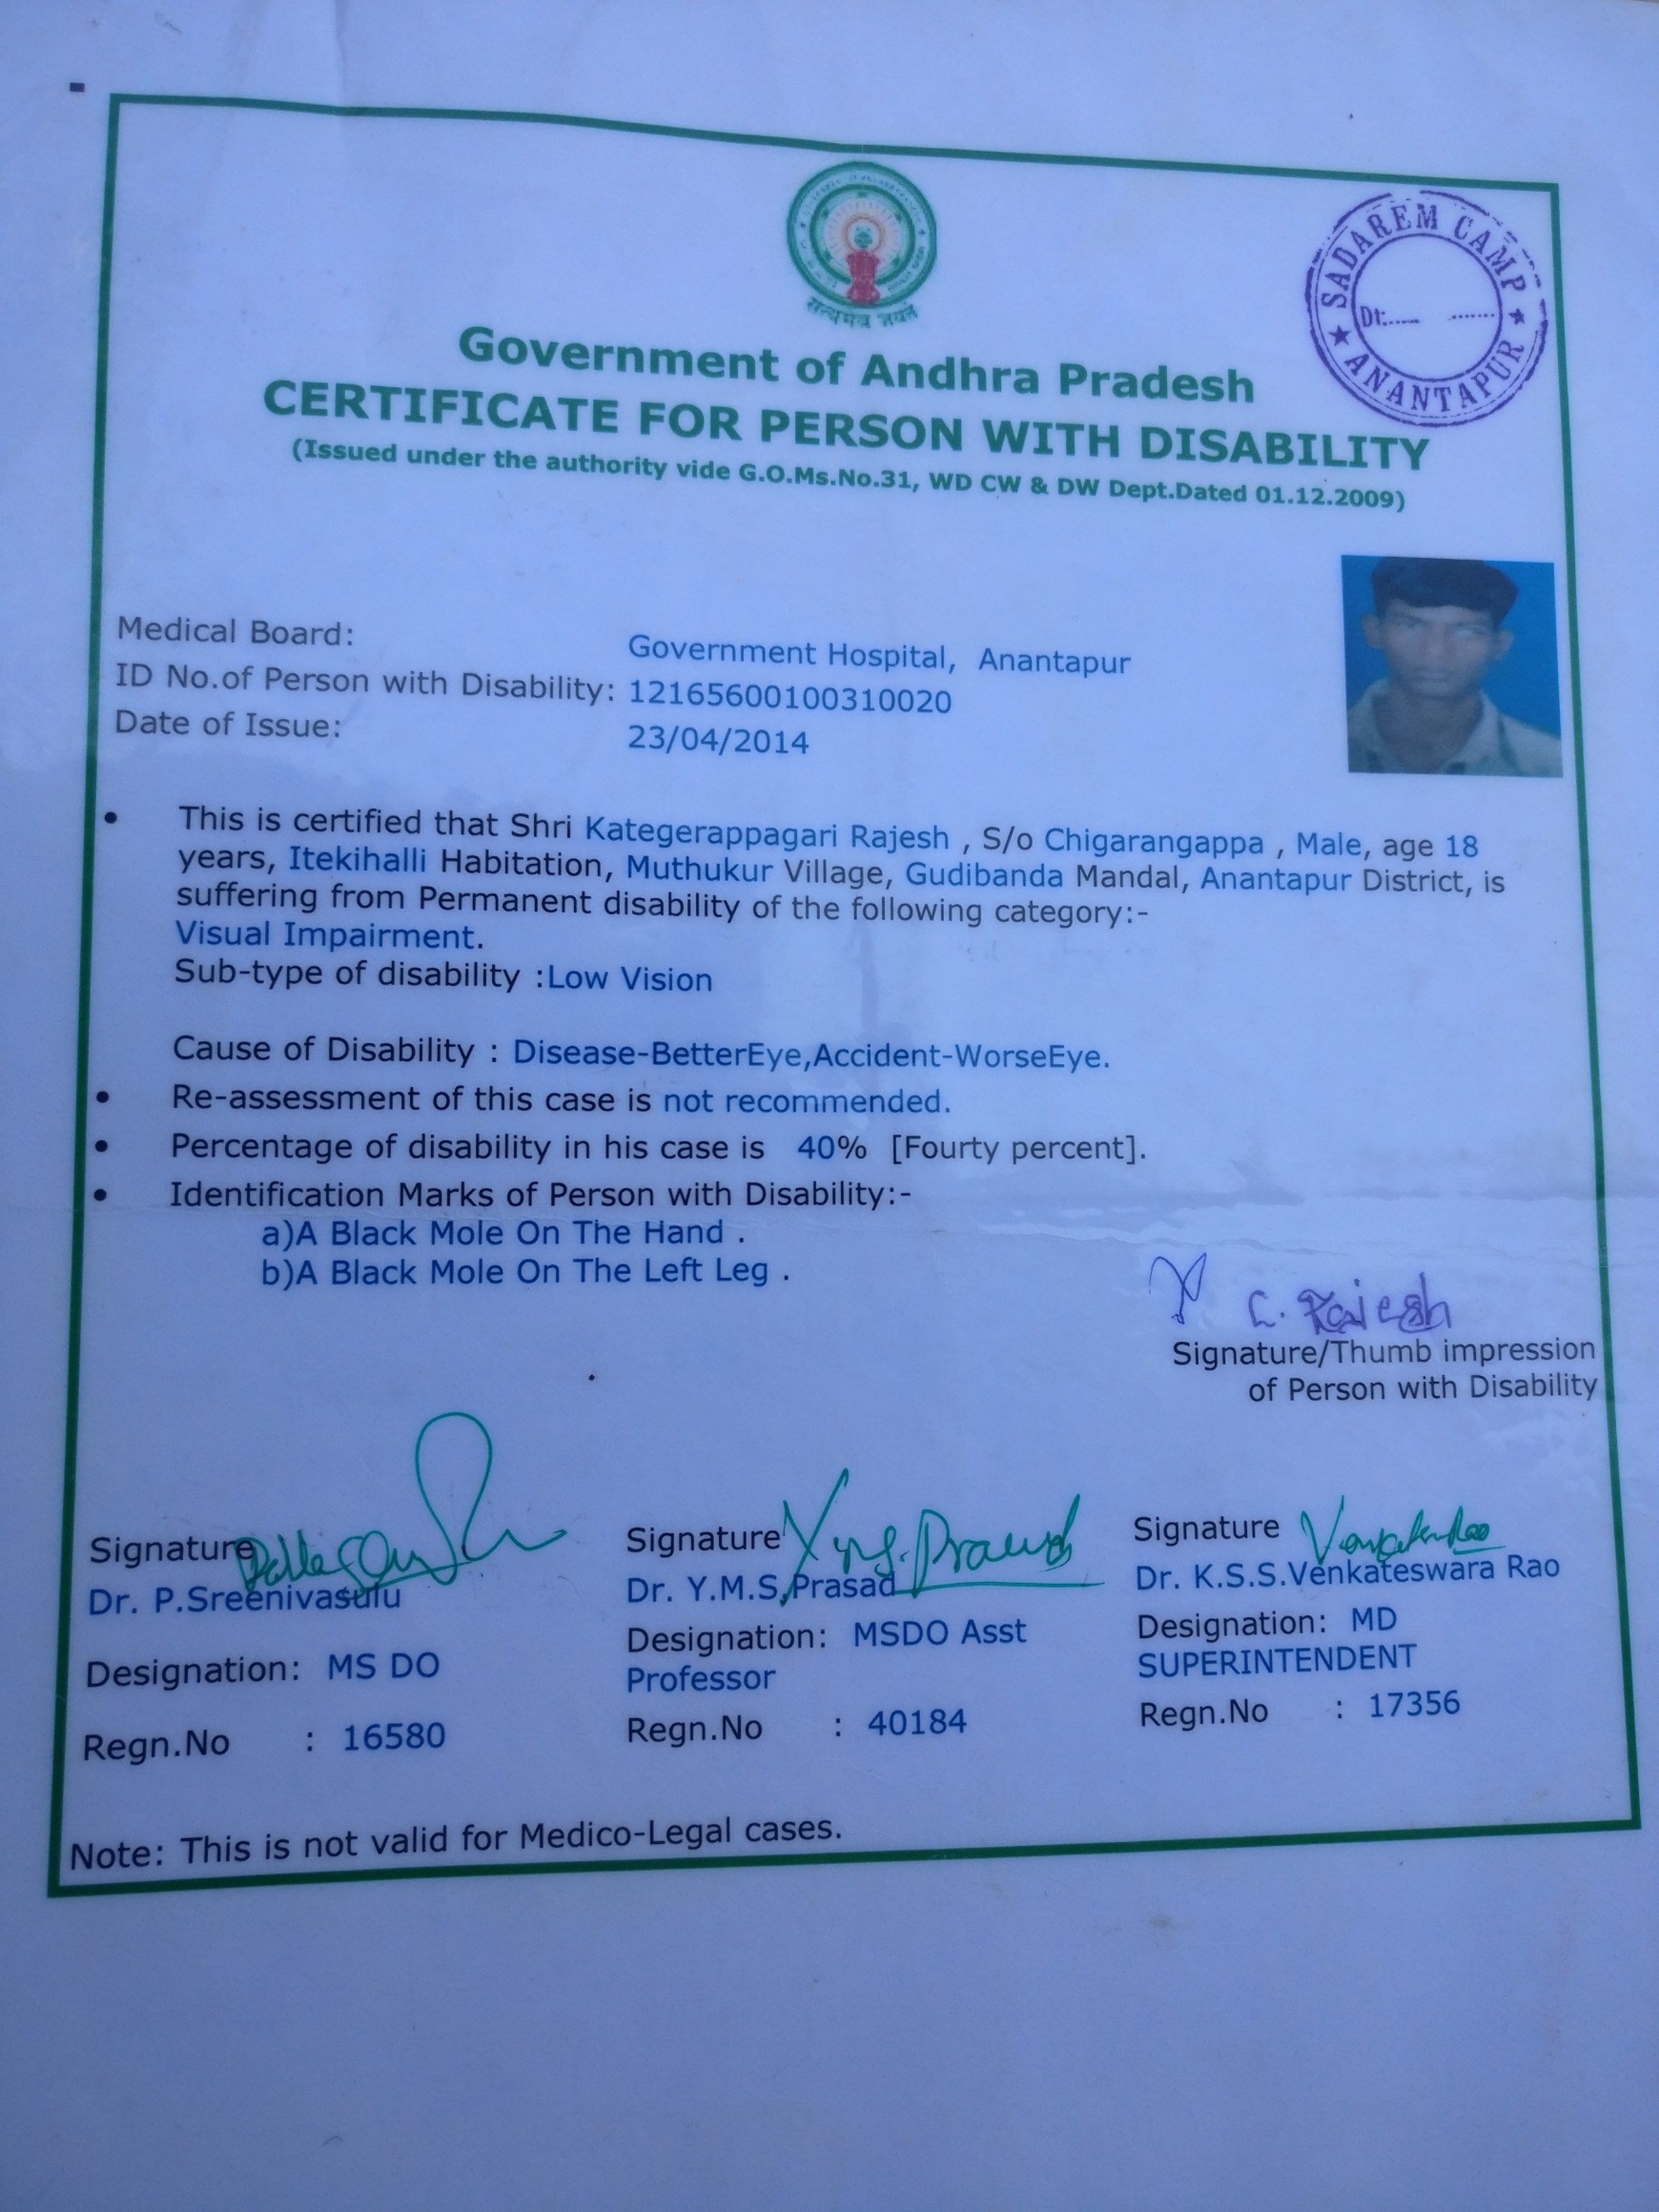 सत्यमेव जयते
SADAREM CAMP
Dt:...... ........
★ ANANTAPUR ★
Government of Andhra Pradesh
CERTIFICATE FOR PERSON WITH DISABILITY
(Issued under the authority vide G.O.Ms.No.31, WD CW & DW Dept.Dated 01.12.2009)
Medical Board: Government Hospital, Anantapur
ID No.of Person with Disability: 12165600100310020
Date of Issue: 23/04/2014
• This is certified that Shri Kategerappagari Rajesh , S/o Chigarangappa , Male, age 18
years, Itekihalli Habitation, Muthukur Village, Gudibanda Mandal, Anantapur District, is
suffering from Permanent disability of the following category:-
Visual Impairment.
Sub-type of disability :Low Vision
Cause of Disability : Disease-BetterEye,Accident-WorseEye.
• Re-assessment of this case is not recommended.
• Percentage of disability in his case is 40% [Fourty percent].
• Identification Marks of Person with Disability:-
a)A Black Mole On The Hand .
b)A Black Mole On The Left Leg .
C. Rajesh
Signature/Thumb impression
of Person with Disability
Signature
Dr. P.Sreenivasulu
Designation: MS DO
Regn.No : 16580
Signature Y.M.S. Prasad
Dr. Y.M.S,Prasad
Designation: MSDO Asst
Professor
Regn.No : 40184
Signature
Dr. K.S.S.Venkateswara Rao
Designation: MD
SUPERINTENDENT
Regn.No : 17356
Note: This is not valid for Medico-Legal cases.